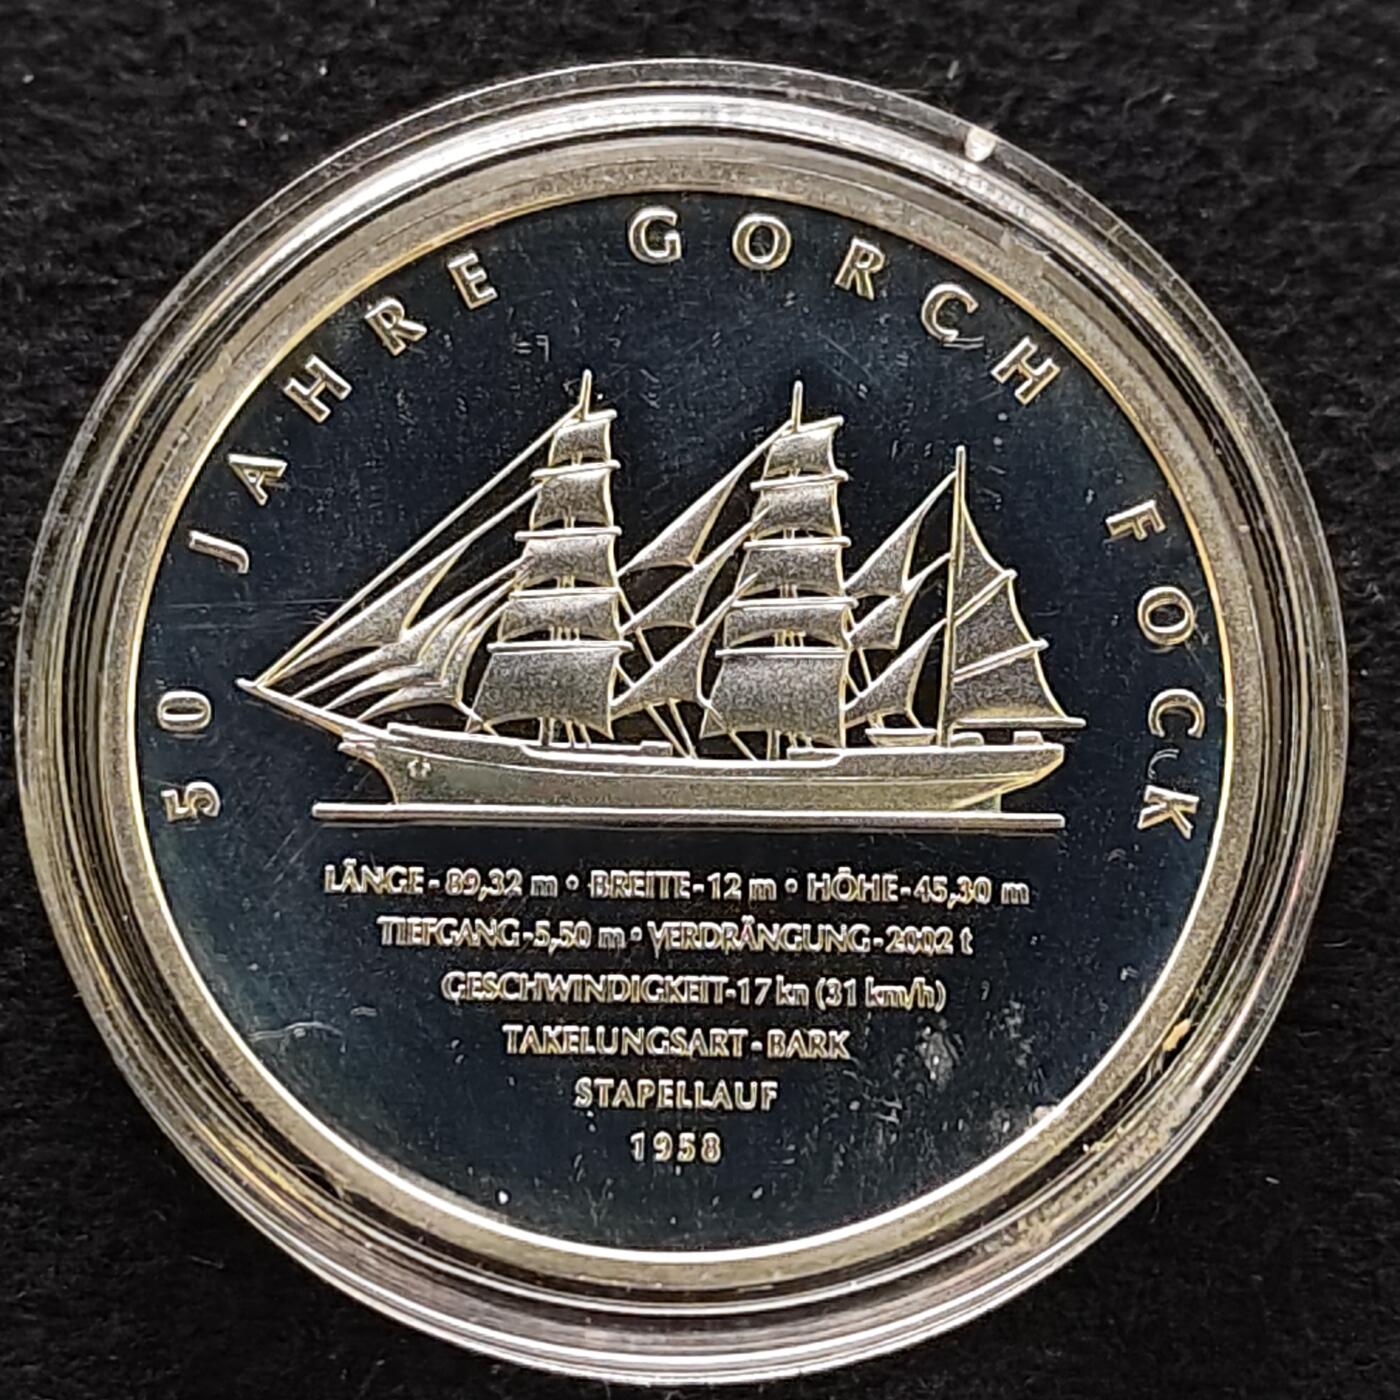 50 JAHRE GORCH FOCK
LÄNGE-89,32 m • BREITE-12 m • HÖHE-45,30 m
TIEFGANG-5,50 m • VERDRÄNGUNG-2002 t
GESCHWINDIGKEIT-17 kn (31 km/h)
TAKELUNGSART-BARK
STAPELLAUF
1958